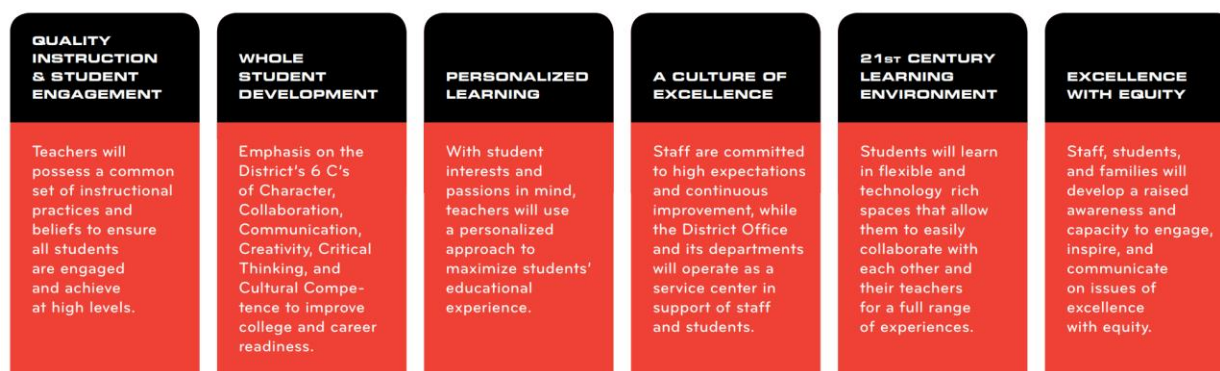 QUALITY
INSTRUCTION
& STUDENT
ENGAGEMENT
Teachers will
possess a common
set of instructional
practices and
beliefs to ensure
all students
are engaged
and achieve
at high levels.
WHOLE
STUDENT
DEVELOPMENT
Emphasis on the
District's 6 C's
of Character,
Collaboration,
Communication,
Creativity, Critical
Thinking, and
Cultural Compe-
tence to improve
college and career
readiness.
PERSONALIZED
LEARNING
With student
interests and
passions in mind,
teachers will use
a personalized
approach to
maximize students'
educational
experience.
A CULTURE OF
EXCELLENCE
Staff are committed
to high expectations
and continuous
improvement, while
the District Office
and its departments
will operate as a
service center in
support of staff
and students.
21ST CENTURY
LEARNING
ENVIRONMENT
Students will learn
in flexible and
technology rich
spaces that allow
them to easily
collaborate with
each other and
their teachers
for a full range
of experiences.
EXCELLENCE
WITH EQUITY
Staff, students,
and families will
develop a raised
awareness and
capacity to engage,
inspire, and
communicate
on issues of
excellence
with equity.